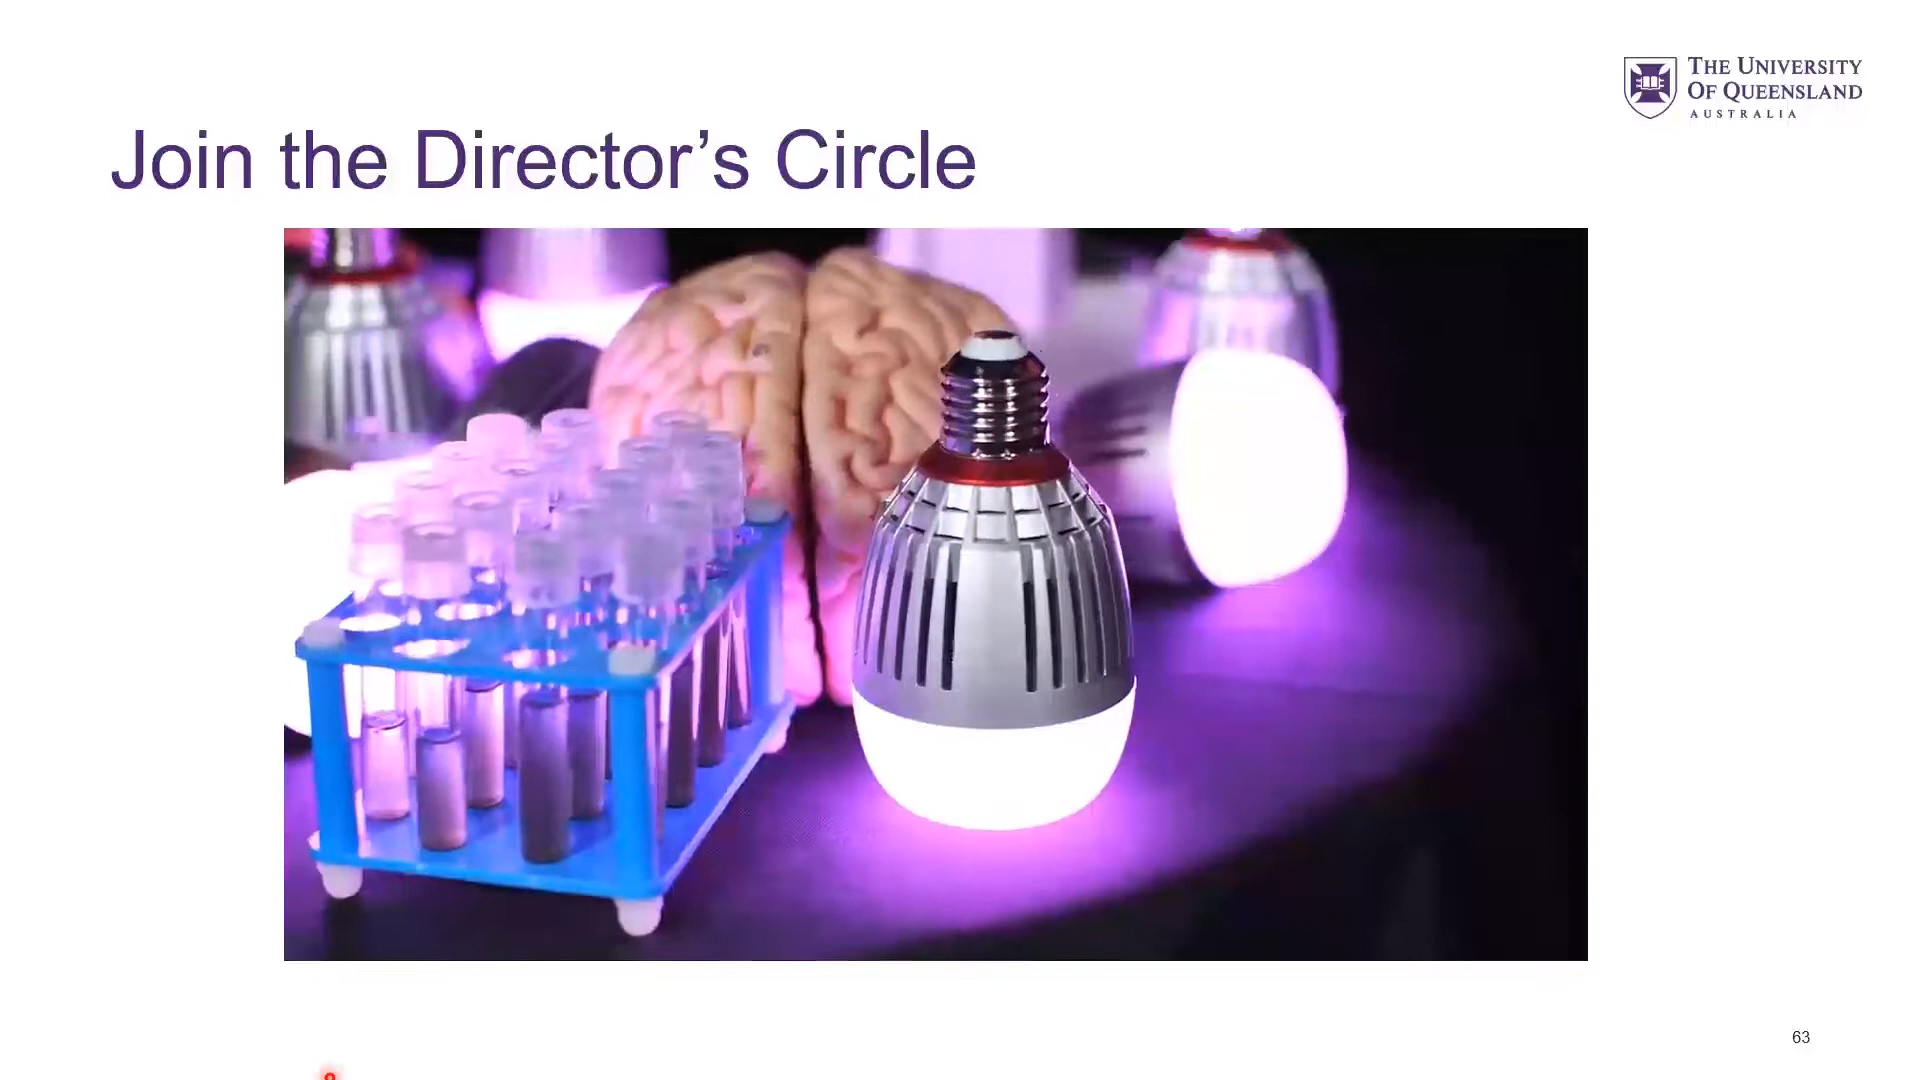 THE UNIVERSITY
OF QUEENSLAND
AUSTRALIA
Join the Director’s Circle
63